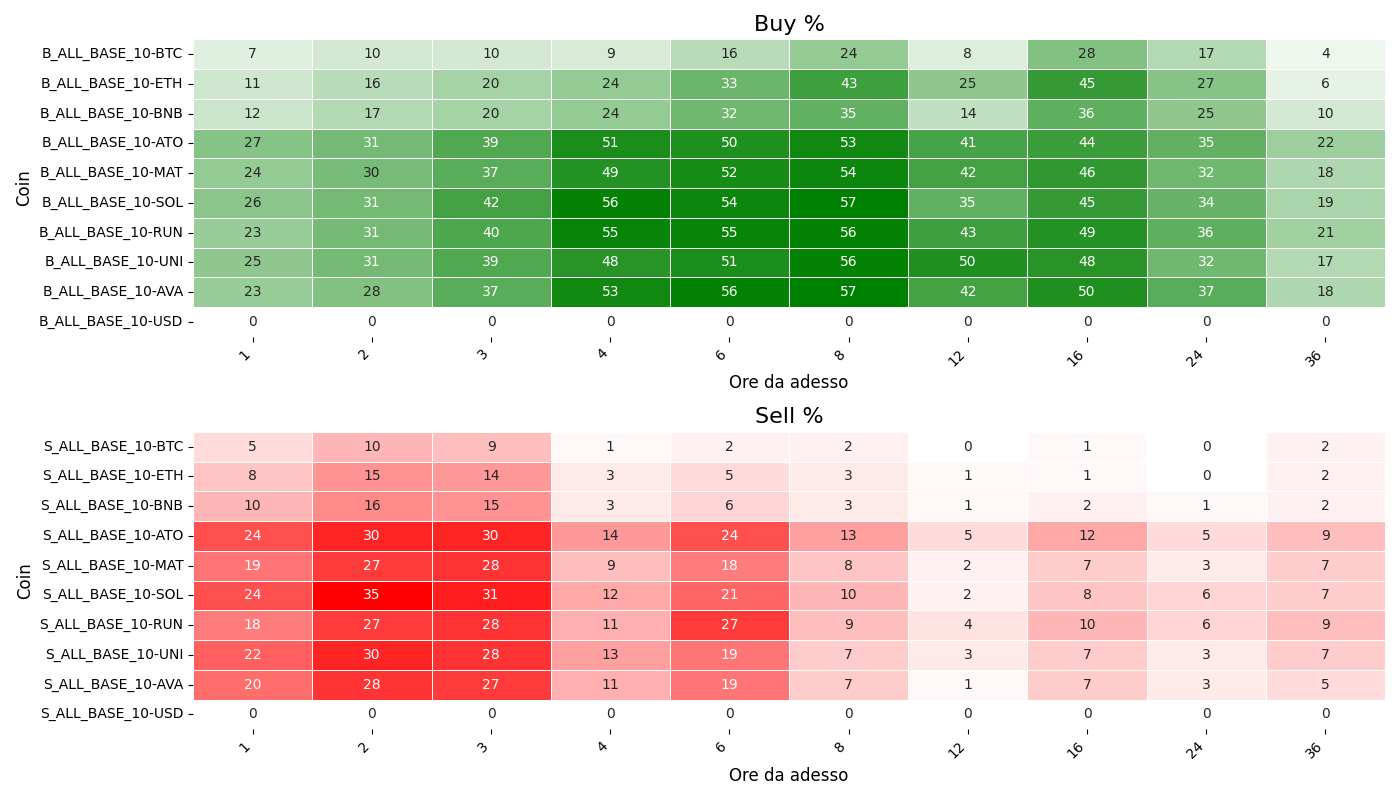 Buy %
Coin
B_ALL_BASE_10-BTC 7 10 10 9 16 24 8 28 17 4
B_ALL_BASE_10-ETH 11 16 20 24 33 43 25 45 27 6
B_ALL_BASE_10-BNB 12 17 20 24 32 35 14 36 25 10
B_ALL_BASE_10-ATO 27 31 39 51 50 53 41 44 35 22
B_ALL_BASE_10-MAT 24 30 37 49 52 54 42 46 32 18
B_ALL_BASE_10-SOL 26 31 42 56 54 57 35 45 34 19
B_ALL_BASE_10-RUN 23 31 40 55 55 56 43 49 36 21
B_ALL_BASE_10-UNI 25 31 39 48 51 56 50 48 32 17
B_ALL_BASE_10-AVA 23 28 37 53 56 57 42 50 37 18
B_ALL_BASE_10-USD 0 0 0 0 0 0 0 0 0 0
1 2 3 4 6 8 12 16 24 36
Ore da adesso
Sell %
Coin
S_ALL_BASE_10-BTC 5 10 9 1 2 2 0 1 0 2
S_ALL_BASE_10-ETH 8 15 14 3 5 3 1 1 0 2
S_ALL_BASE_10-BNB 10 16 15 3 6 3 1 2 1 2
S_ALL_BASE_10-ATO 24 30 30 14 24 13 5 12 5 9
S_ALL_BASE_10-MAT 19 27 28 9 18 8 2 7 3 7
S_ALL_BASE_10-SOL 24 35 31 12 21 10 2 8 6 7
S_ALL_BASE_10-RUN 18 27 28 11 27 9 4 10 6 9
S_ALL_BASE_10-UNI 22 30 28 13 19 7 3 7 3 7
S_ALL_BASE_10-AVA 20 28 27 11 19 7 1 7 3 5
S_ALL_BASE_10-USD 0 0 0 0 0 0 0 0 0 0
1 2 3 4 6 8 12 16 24 36
Ore da adesso